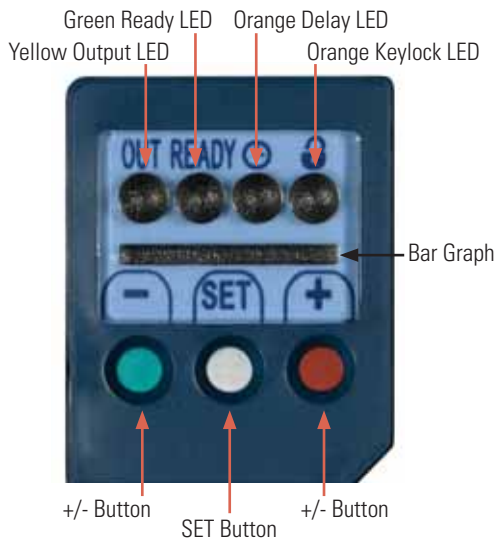 Green Ready LED
Orange Delay LED
Yellow Output LED
Orange Keylock LED
OUT READY
Bar Graph
- SET +
+/- Button
+/- Button
SET Button